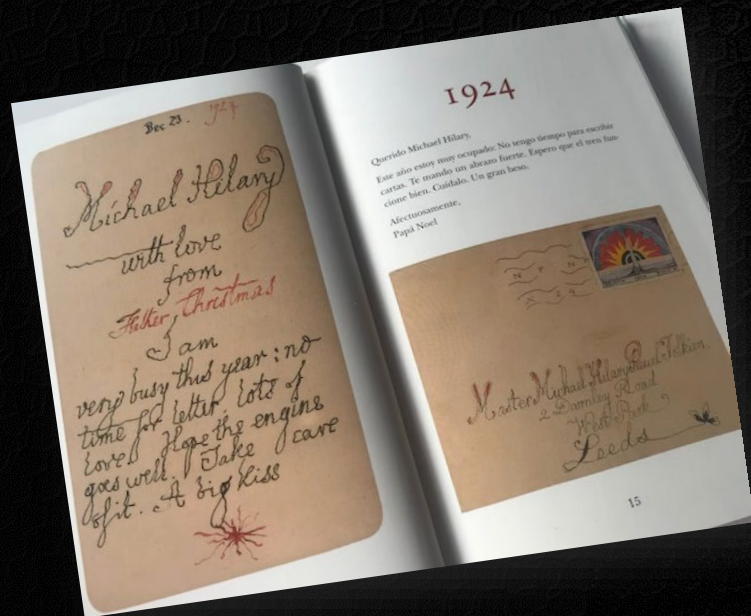 Dec 23. 1924
Michael Hilary
with love
from
Father Christmas
I am
very busy this year: no
time for letter. Lots of
love. Hope the engine
goes well. Take care
of it. A big kiss
1924
Querido Michael Hilary,
Este año estoy muy ocupado: No tengo tiempo para escribir
cartas. Te mando un abrazo fuerte. Espero que el tren fun-
cione bien. Cuídalo. Un gran beso.
Afectuosamente,
Papá Noel
Master Michael Hilary Reuel Tolkien
2 Darnley Road
West Park
Leeds
15